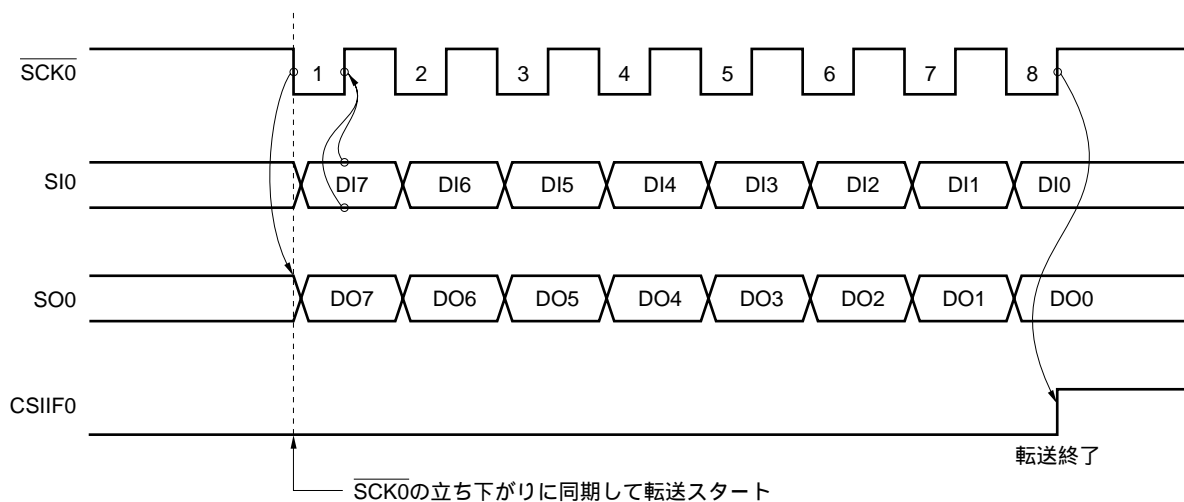 SCK0 1 2 3 4 5 6 7 8
SI0 DI7 DI6 DI5 DI4 DI3 DI2 DI1 DI0
SO0 DO7 DO6 DO5 DO4 DO3 DO2 DO1 DO0
CSIIF0
転送終了
SCK0の立ち下がりに同期して転送スタート